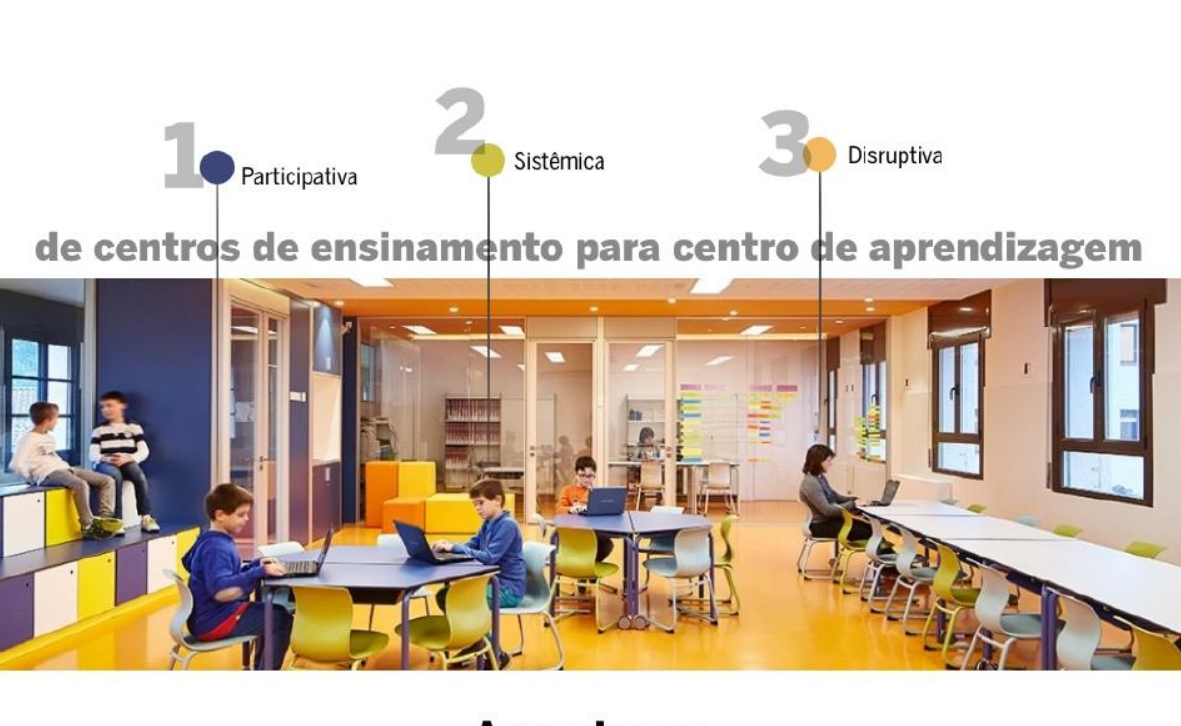 1 Participativa
2 Sistêmica
3 Disruptiva
de centros de ensinamento para centro de aprendizagem